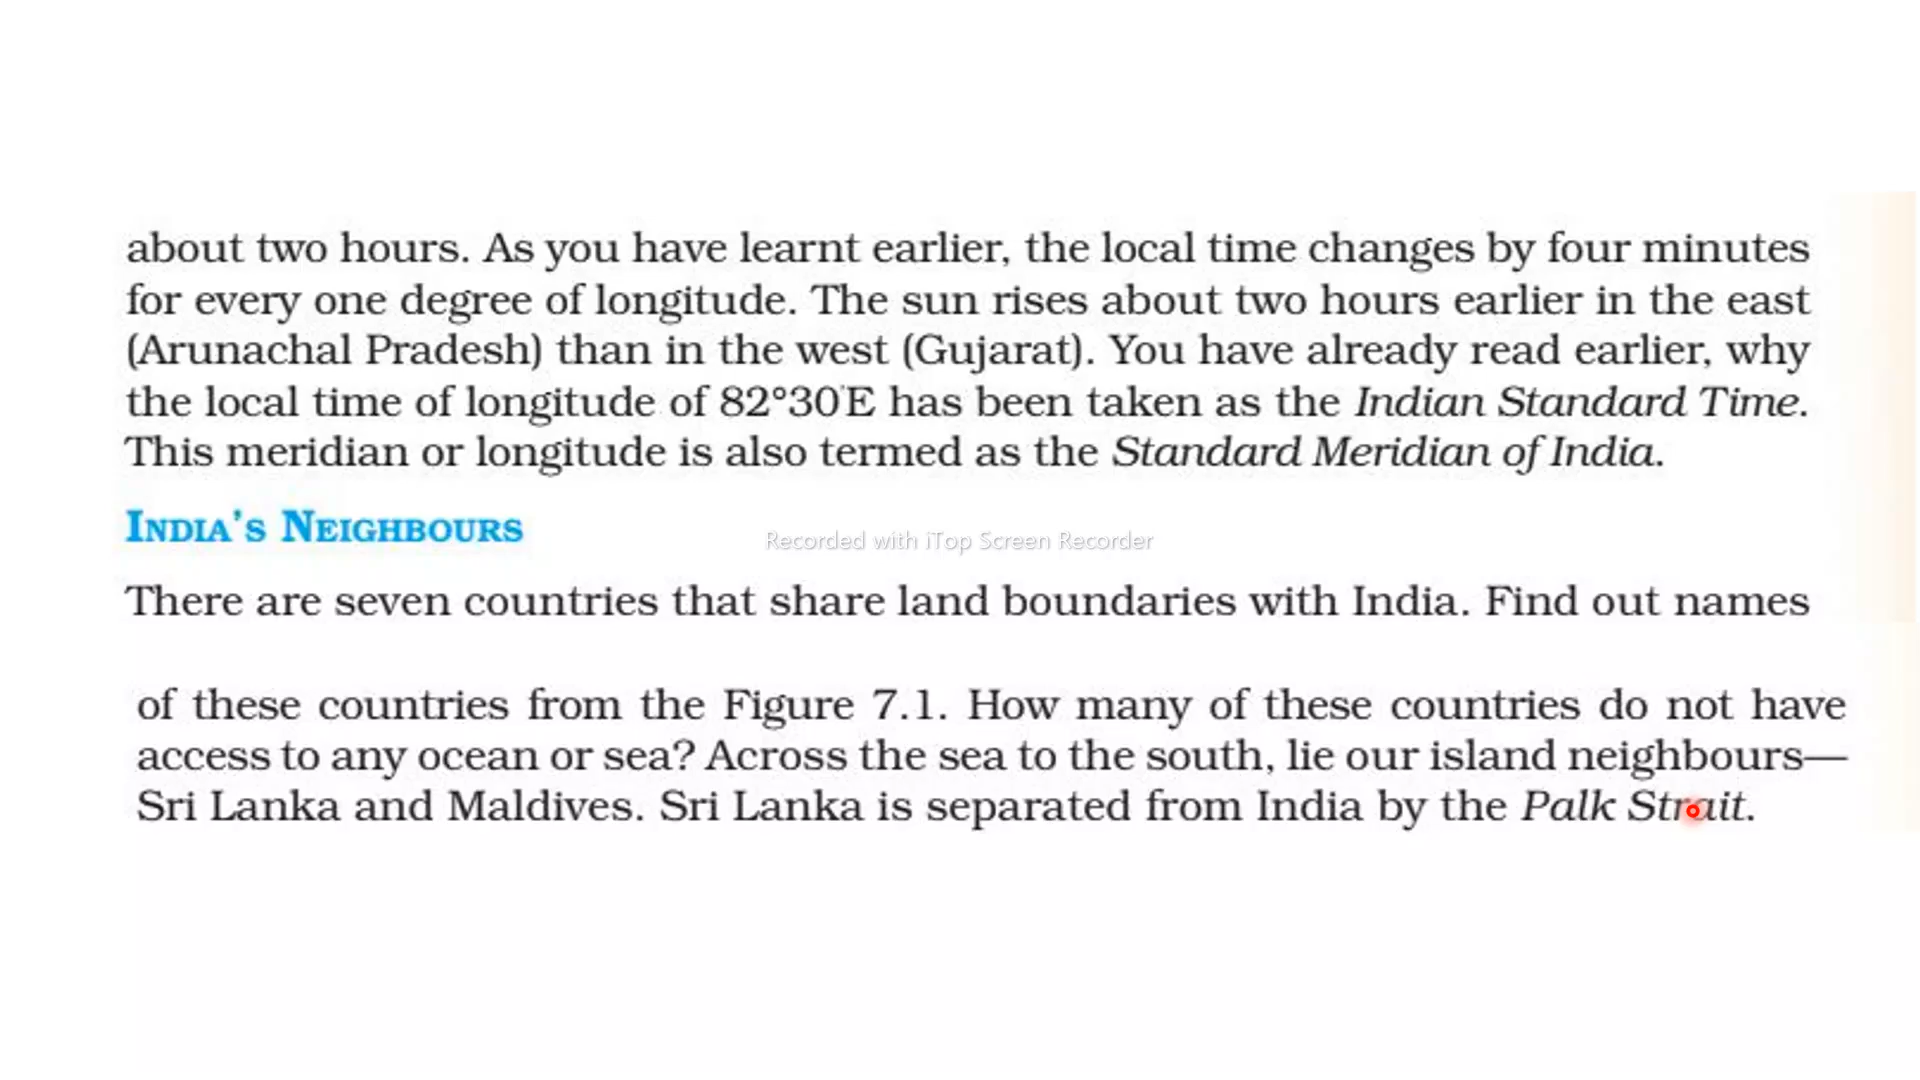 about two hours. As you have learnt earlier, the local time changes by four minutes
for every one degree of longitude. The sun rises about two hours earlier in the east
(Arunachal Pradesh) than in the west (Gujarat). You have already read earlier, why
the local time of longitude of 82°30'E has been taken as the Indian Standard Time.
This meridian or longitude is also termed as the Standard Meridian of India.
INDIA'S NEIGHBOURS
Recorded with iTop Screen Recorder
There are seven countries that share land boundaries with India. Find out names
of these countries from the Figure 7.1. How many of these countries do not have
access to any ocean or sea? Across the sea to the south, lie our island neighbours—
Sri Lanka and Maldives. Sri Lanka is separated from India by the Palk Strait.